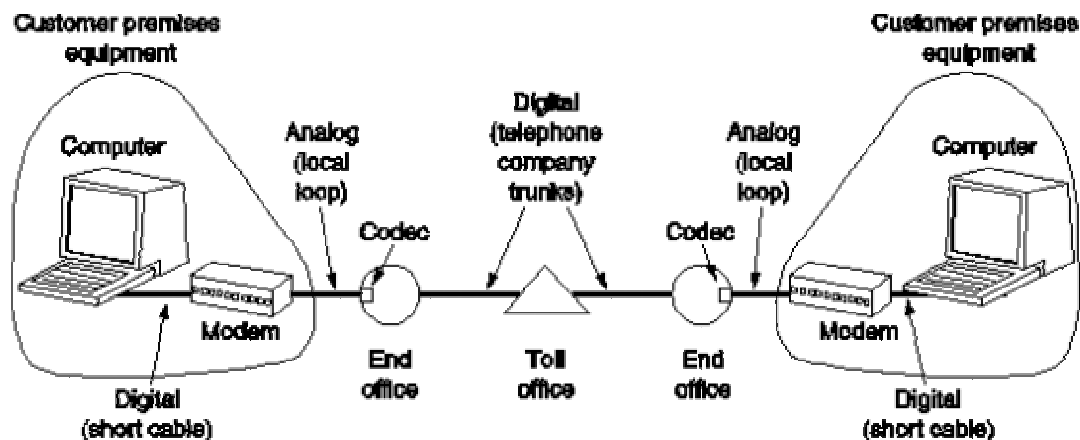 Customer premises
equipment
Customer premises
equipment
Computer
Analog
(local
loop)
Digital
(telephone
company
trunks)
Analog
(local
loop)
Computer
Codec
Codec
Modem
Modem
End
office
Toll
office
End
office
Digital
(short cable)
Digital
(short cable)